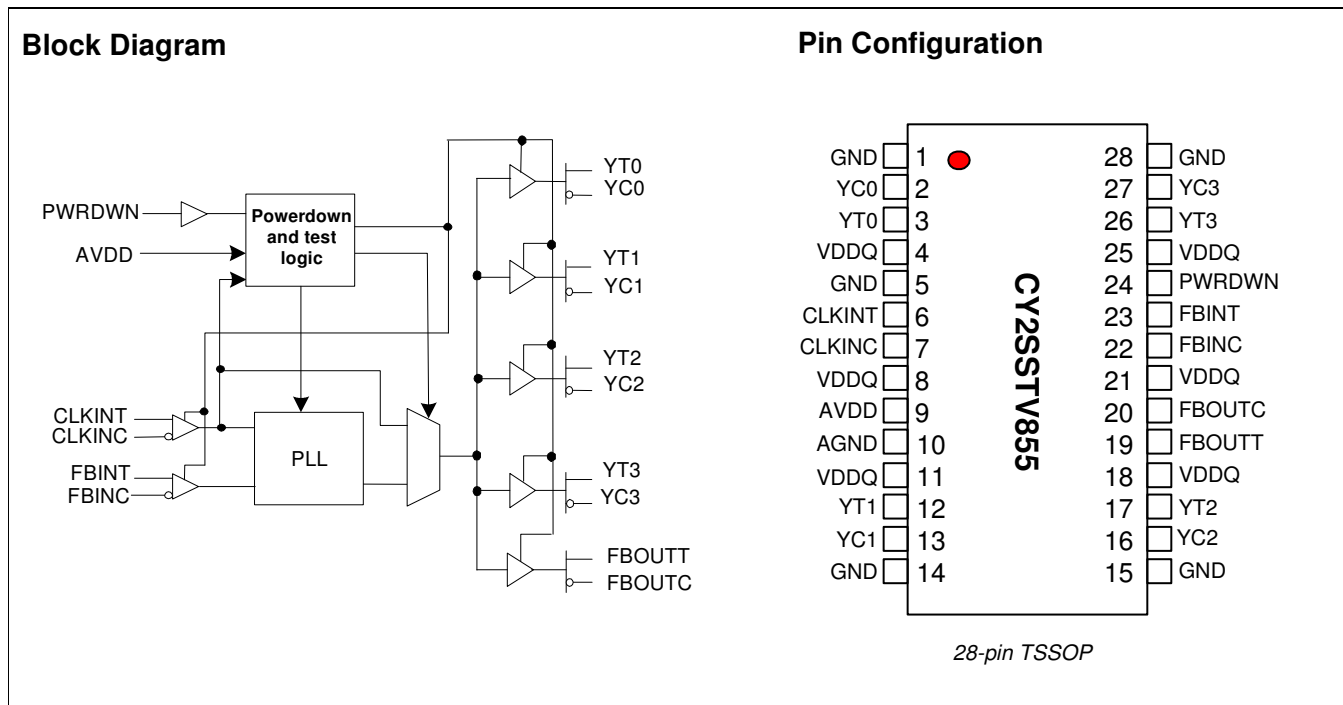 Block Diagram
PWRDWN
AVDD
Powerdown
and test
logic
CLKINT
CLKINC
FBINT
FBINC
PLL
YT0
YC0
YT1
YC1
YT2
YC2
YT3
YC3
FBOUTT
FBOUTC
Pin Configuration
GND 1 28 GND
YC0 2 27 YC3
YT0 3 26 YT3
VDDQ 4 25 VDDQ
GND 5 24 PWRDWN
CLKINT 6 23 FBINT
CLKINC 7 22 FBINC
VDDQ 8 21 VDDQ
AVDD 9 20 FBOUTC
AGND 10 19 FBOUTT
VDDQ 11 18 VDDQ
YT1 12 17 YT2
YC1 13 16 YC2
GND 14 15 GND
CY2SSTV855
28-pin TSSOP